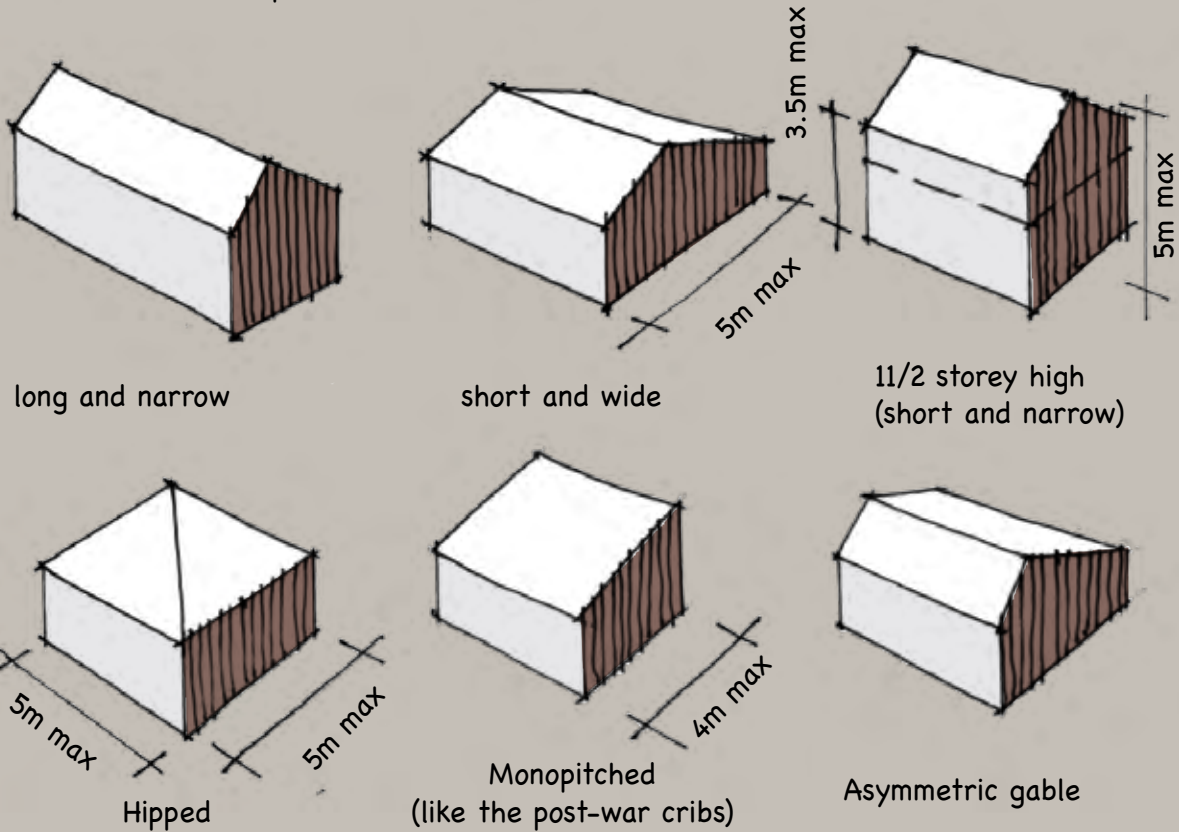 3.5m max
5m max
5m max
long and narrow
short and wide
11/2 storey high
(short and narrow)
5m max
5m max
4m max
Hipped
Monopitched
(like the post-war cribs)
Asymmetric gable